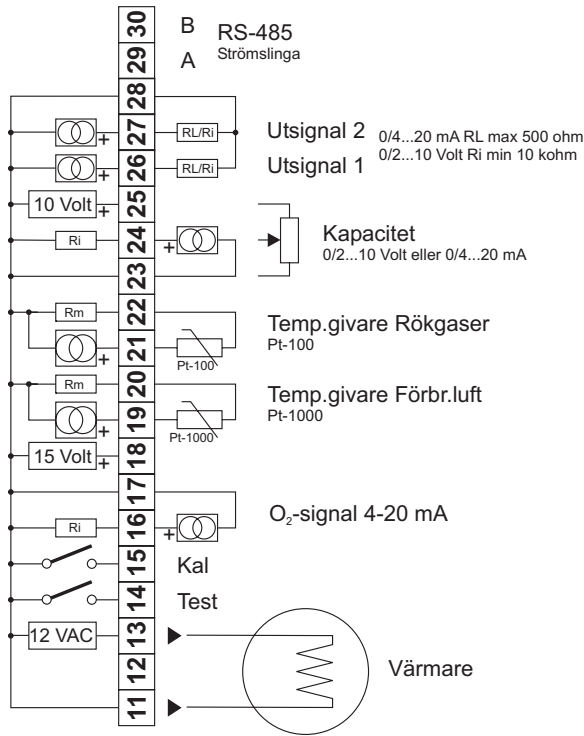 30 B RS-485
29 A Strömslinga
28
27 + RL/Ri Utsignal 2 0/4...20 mA RL max 500 ohm
26 + RL/Ri Utsignal 1 0/2...10 Volt Ri min 10 kohm
10 Volt + 25
Ri 24 + Kapacitet
0/2...10 Volt eller 0/4...20 mA
23
Rm 22 Temp.givare Rökgaser
+ 21 Pt-100 Pt-100
Rm 20 Temp.givare Förbr.luft
+ 19 Pt-1000 Pt-1000
15 Volt + 18
17
Ri 16 + O₂-signal 4-20 mA
15 Kal
14 Test
12 VAC 13
12 Värmare
11